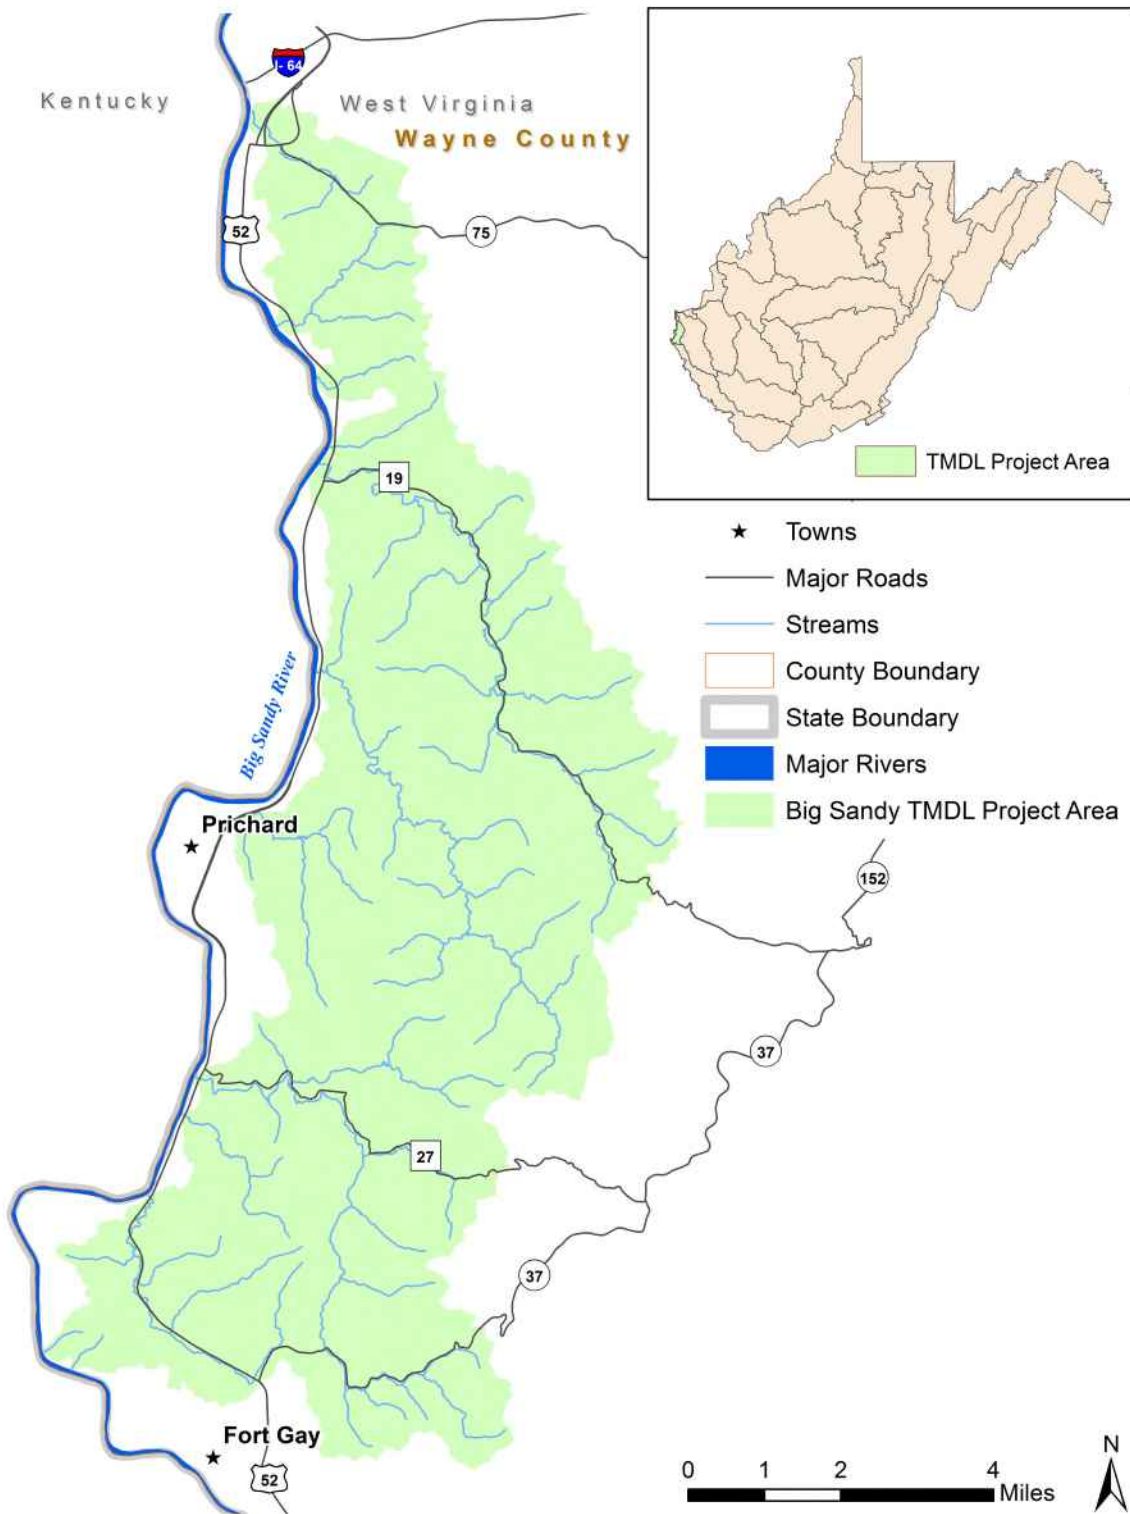 I- 64
Kentucky
West Virginia
Wayne County
52
75
TMDL Project Area
19
Towns
Major Roads
Streams
County Boundary
State Boundary
Major Rivers
Big Sandy TMDL Project Area
Big Sandy River
Prichard
152
37
27
37
Fort Gay
52
0 1 2 4
Miles
N